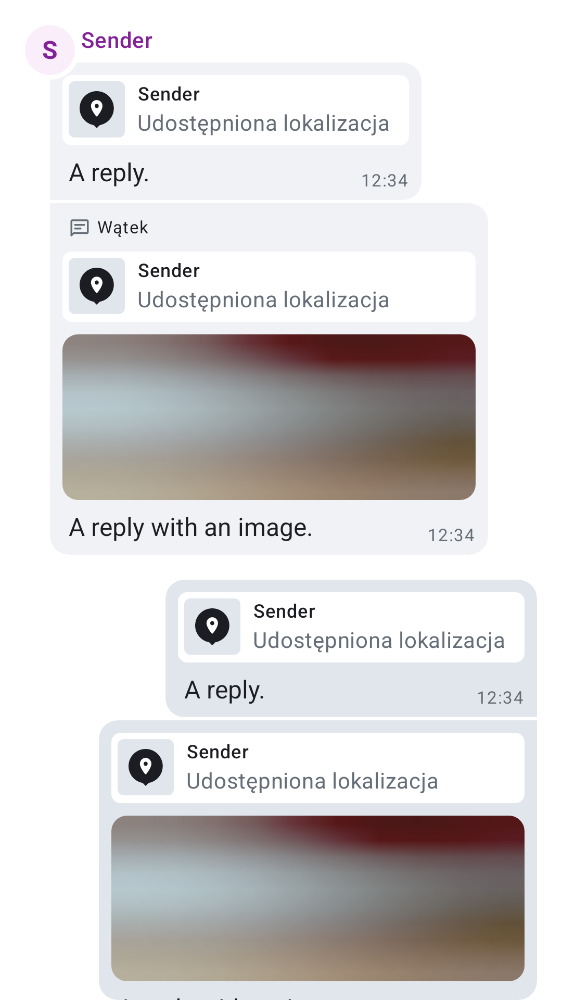 S
Sender
Sender
Udostępniona lokalizacja
A reply.
12:34
Wątek
Sender
Udostępniona lokalizacja
A reply with an image.
12:34
Sender
Udostępniona lokalizacja
A reply.
12:34
Sender
Udostępniona lokalizacja